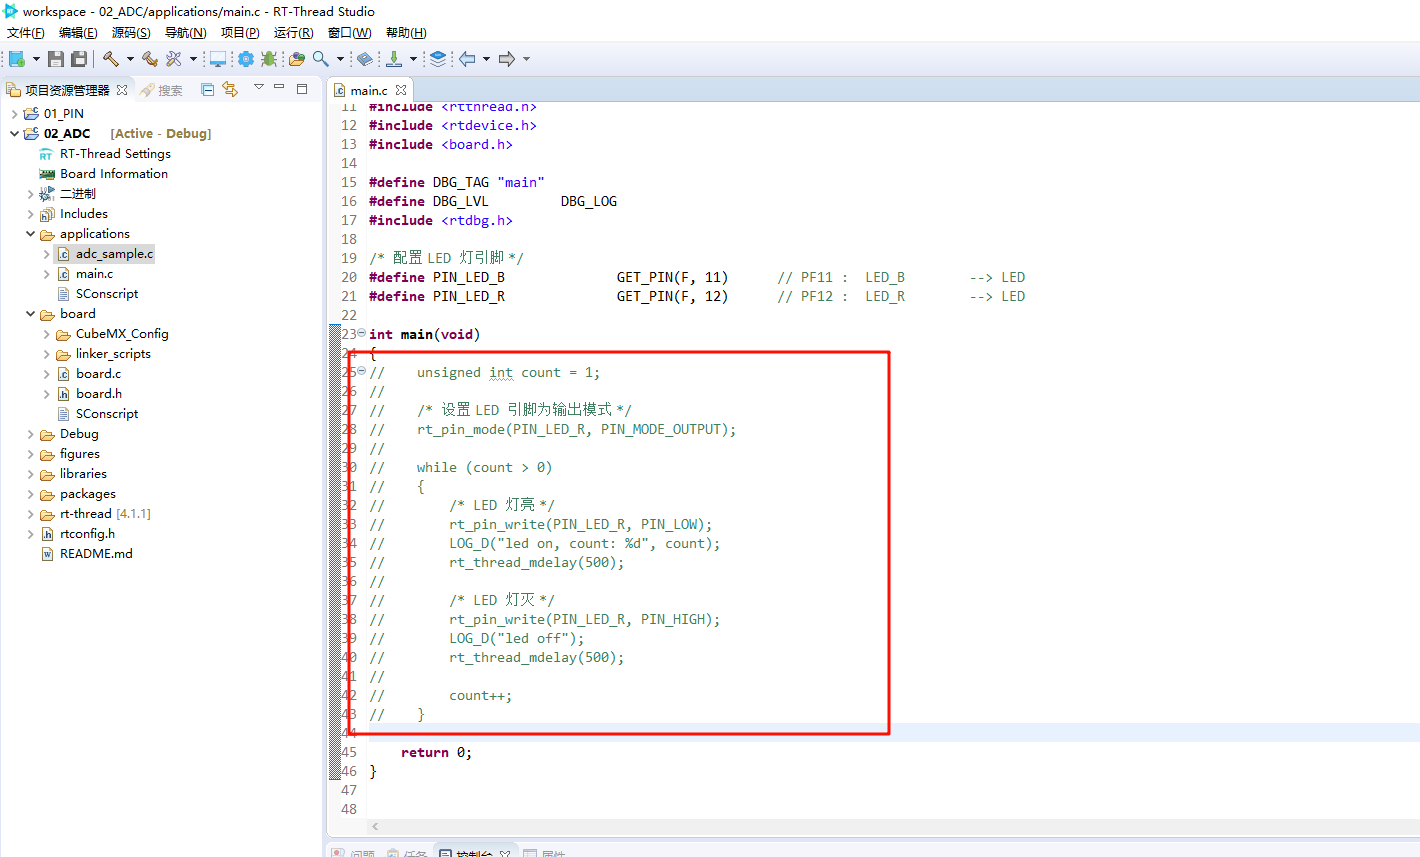 workspace - 02_ADC/applications/main.c - RT-Thread Studio
文件(F) 编辑(E) 源码(S) 导航(N) 项目(P) 运行(R) 窗口(W) 帮助(H)
项目资源管理器 搜索
01_PIN
02_ADC [Active - Debug]
RT-Thread Settings
Board Information
二进制
Includes
applications
adc_sample.c
main.c
SConscript
board
CubeMX_Config
linker_scripts
board.c
board.h
SConscript
Debug
figures
libraries
packages
rt-thread [4.1.1]
rtconfig.h
README.md
main.c
11 #include <rtthread.h>
12 #include <rtdevice.h>
13 #include <board.h>
14
15 #define DBG_TAG "main"
16 #define DBG_LVL DBG_LOG
17 #include <rtdbg.h>
18
19 /* 配置 LED 灯引脚 */
20 #define PIN_LED_B GET_PIN(F, 11) // PF11 : LED_B --> LED
21 #define PIN_LED_R GET_PIN(F, 12) // PF12 : LED_R --> LED
22
23 int main(void)
24 {
25 // unsigned int count = 1;
26 //
27 // /* 设置 LED 引脚为输出模式 */
28 // rt_pin_mode(PIN_LED_R, PIN_MODE_OUTPUT);
29 //
30 // while (count > 0)
31 // {
32 // /* LED 灯亮 */
33 // rt_pin_write(PIN_LED_R, PIN_LOW);
34 // LOG_D("led on, count: %d", count);
35 // rt_thread_mdelay(500);
36 //
37 // /* LED 灯灭 */
38 // rt_pin_write(PIN_LED_R, PIN_HIGH);
39 // LOG_D("led off");
40 // rt_thread_mdelay(500);
41 //
42 // count++;
43 // }
44
45 return 0;
46 }
47
48
问题 任务 控制台 属性